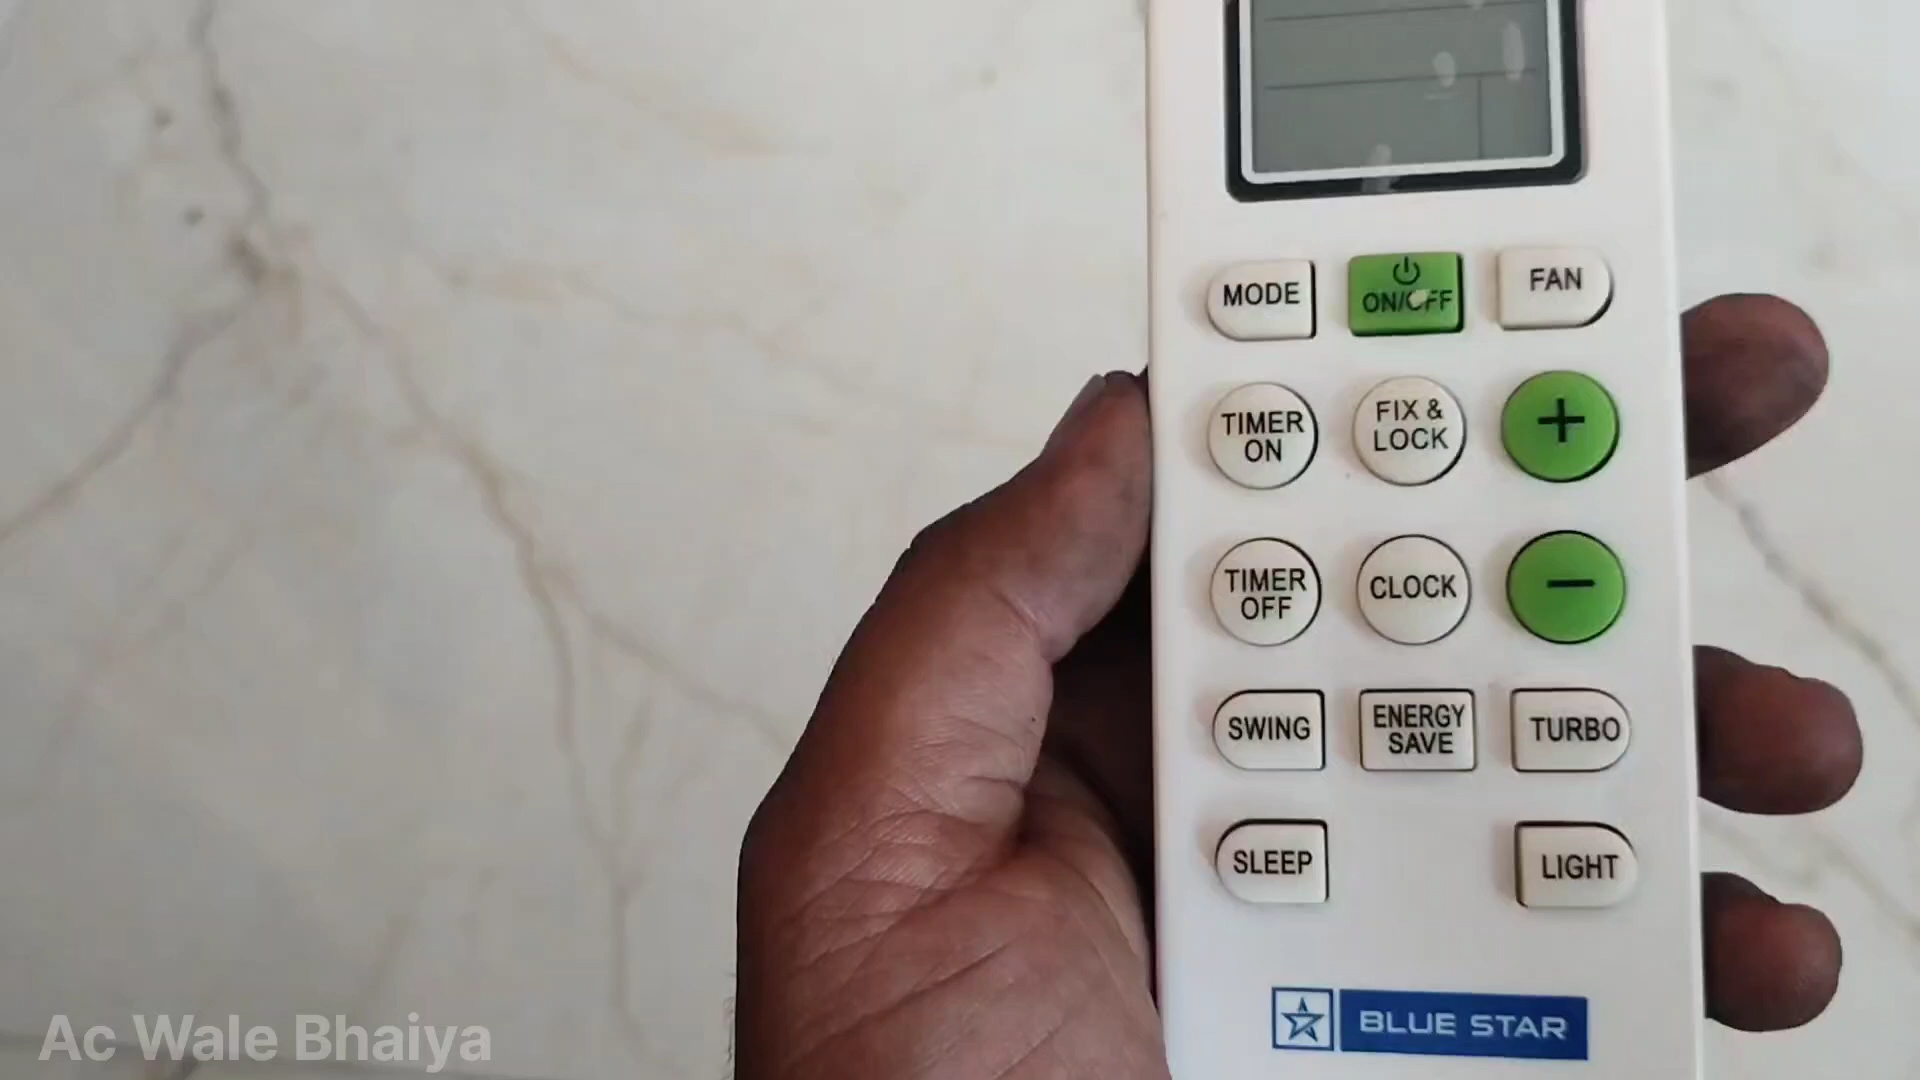 MODE
ON/OFF
FAN
TIMER
ON
FIX &
LOCK
+
TIMER
OFF
CLOCK
−
SWING
ENERGY
SAVE
TURBO
SLEEP
LIGHT
BLUE STAR
Ac Wale Bhaiya